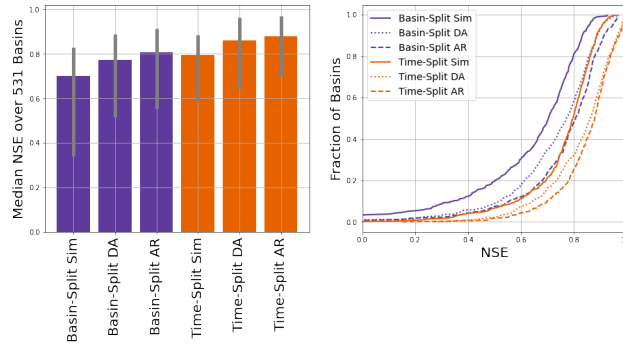 Median NSE over 531 Basins
1.0
0.8
0.6
0.4
0.2
0.0
Basin-Split Sim
Basin-Split DA
Basin-Split AR
Time-Split Sim
Time-Split DA
Time-Split AR
Fraction of Basins
1.0
0.8
0.6
0.4
0.2
0.0
Basin-Split Sim
Basin-Split DA
Basin-Split AR
Time-Split Sim
Time-Split DA
Time-Split AR
0.0 0.2 0.4 0.6 0.8
NSE